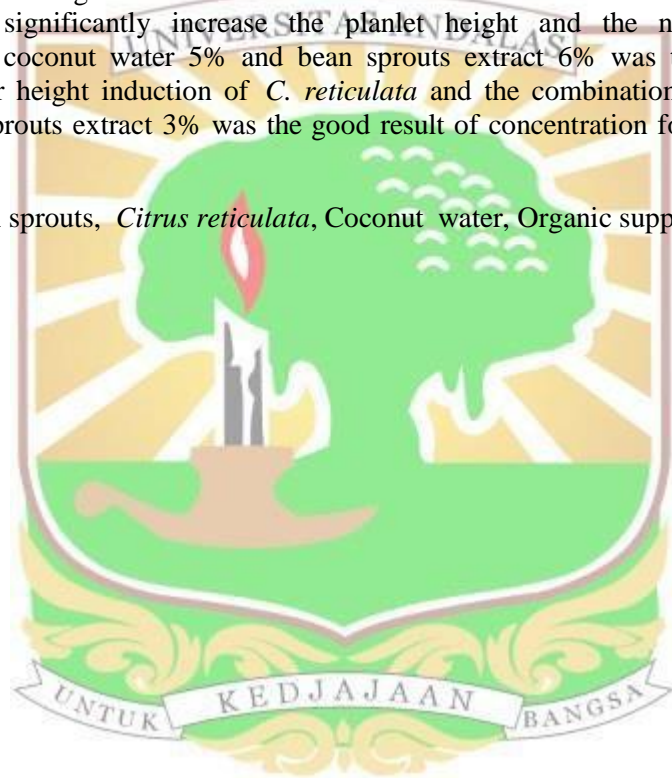 significantly increase the planlet height and the n
UNIVERSITAS ANDALAS
coconut water 5% and bean sprouts extract 6% was
height induction of C. reticulata and the combination
sprouts extract 3% was the good result of concentration fo
sprouts, Citrus reticulata, Coconut water, Organic supp
UNTUK KEDJAJAAN BANGSA